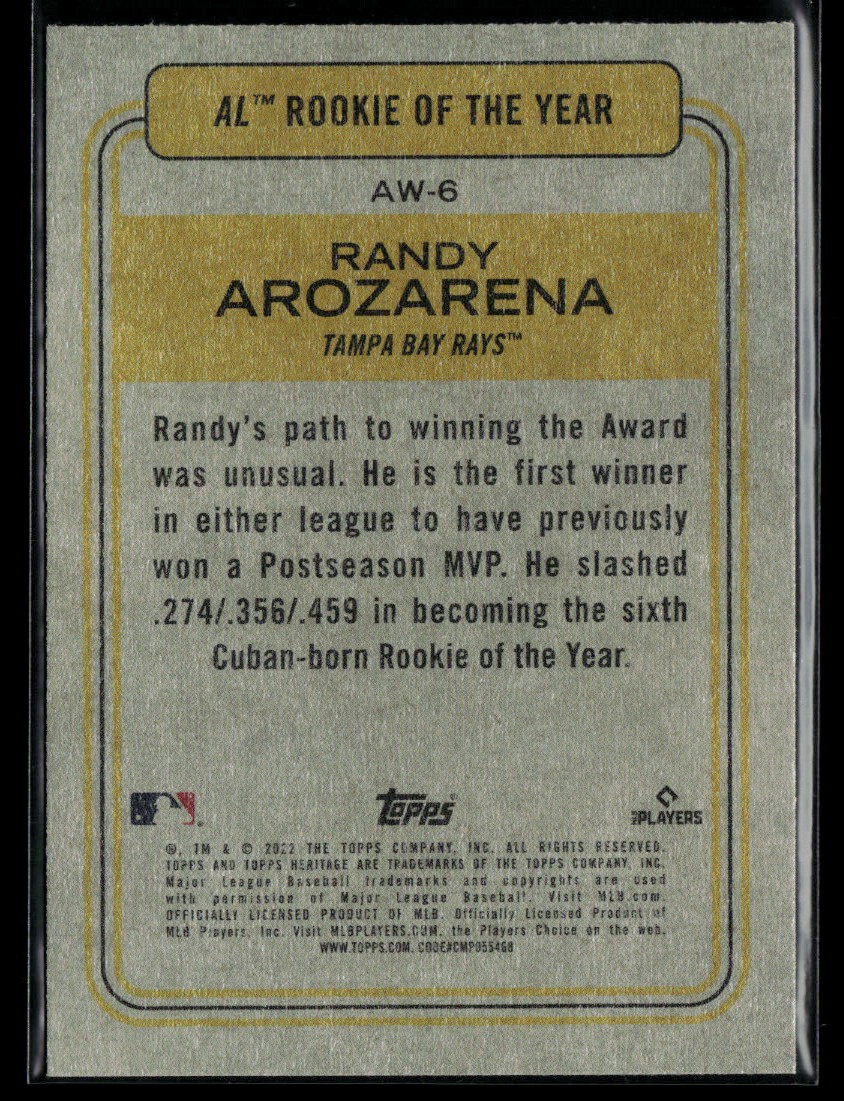 AL™ ROOKIE OF THE YEAR
AW-6
RANDY
AROZARENA
TAMPA BAY RAYS™
Randy's path to winning the Award
was unusual. He is the first winner
in either league to have previously
won a Postseason MVP. He slashed
.274/.356/.459 in becoming the sixth
Cuban-born Rookie of the Year.
topps
MLBPLAYERS
®, TM & © 2022 THE TOPPS COMPANY, INC. ALL RIGHTS RESERVED.
TOPPS AND TOPPS HERITAGE ARE TRADEMARKS OF THE TOPPS COMPANY, INC.
Major League Baseball trademarks and copyrights are used
with permission of Major League Baseball. Visit MLB.com.
OFFICIALLY LICENSED PRODUCT OF MLB. Officially Licensed Product of
MLB Players, Inc. Visit MLBPLAYERS.COM, the Players Choice on the web.
WWW.TOPPS.COM. CODE#CMP055468